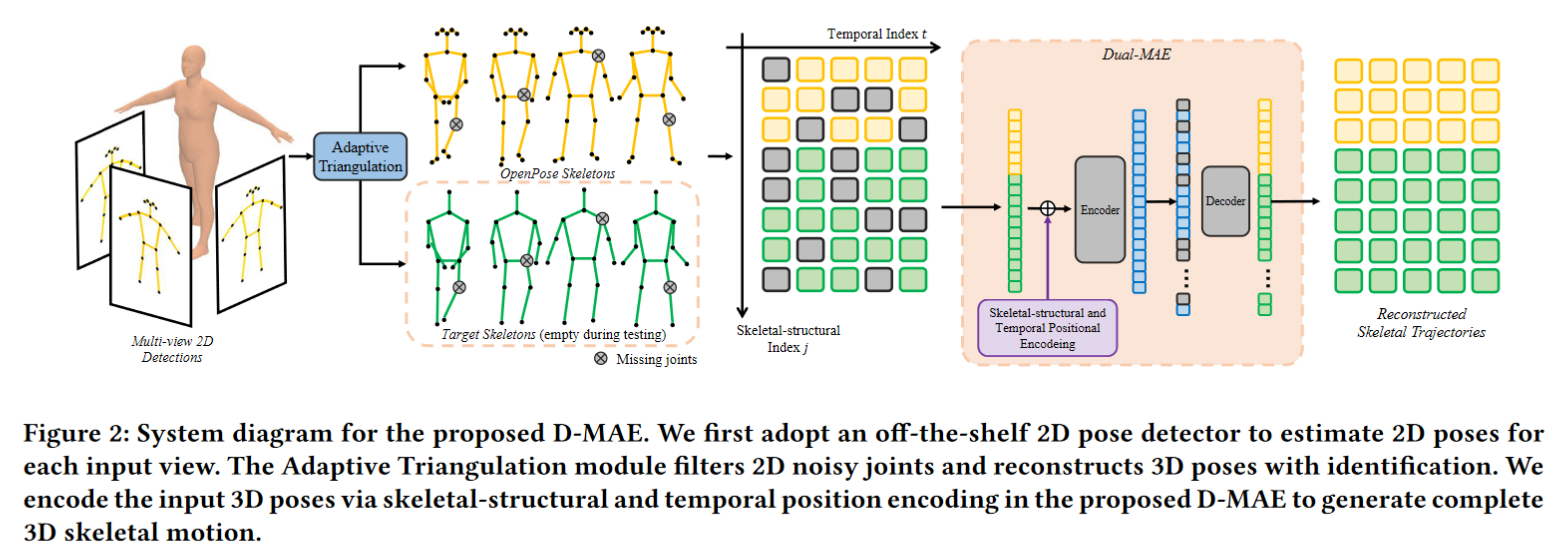 Temporal Index t
Dual-MAE
Adaptive
Triangulation
OpenPose Skeletons
Encoder
Decoder
Skeletal-structural and
Temporal Positional
Encodeing
Target Skeletons (empty during testing)
Missing joints
Skeletal-structural
Index j
Multi-view 2D
Detections
Reconstructed
Skeletal Trajectories
Figure 2: System diagram for the proposed D-MAE. We first adopt an off-the-shelf 2D pose detector to estimate 2D poses for
each input view. The Adaptive Triangulation module filters 2D noisy joints and reconstructs 3D poses with identification. We
encode the input 3D poses via skeletal-structural and temporal position encoding in the proposed D-MAE to generate complete
3D skeletal motion.